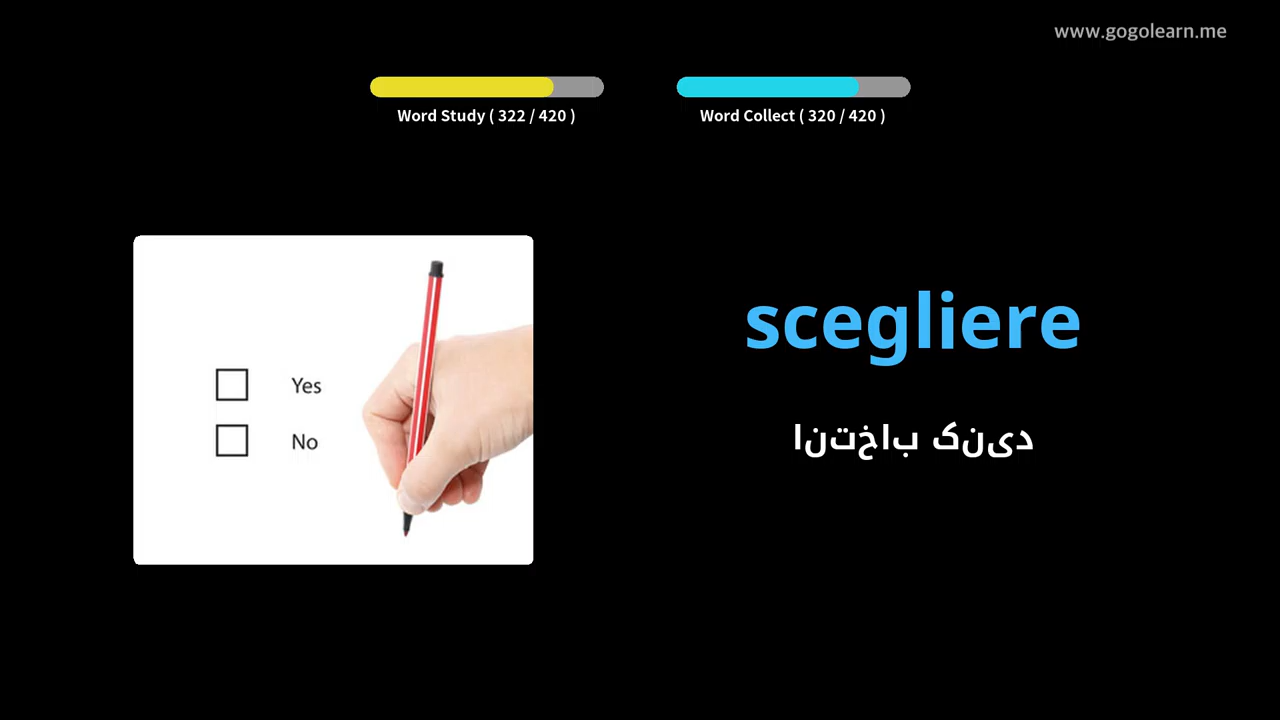 www.gogolearn.me
Word Study ( 322 / 420 )
Word Collect ( 320 / 420 )
Yes
No
scegliere
انتخاب کنید